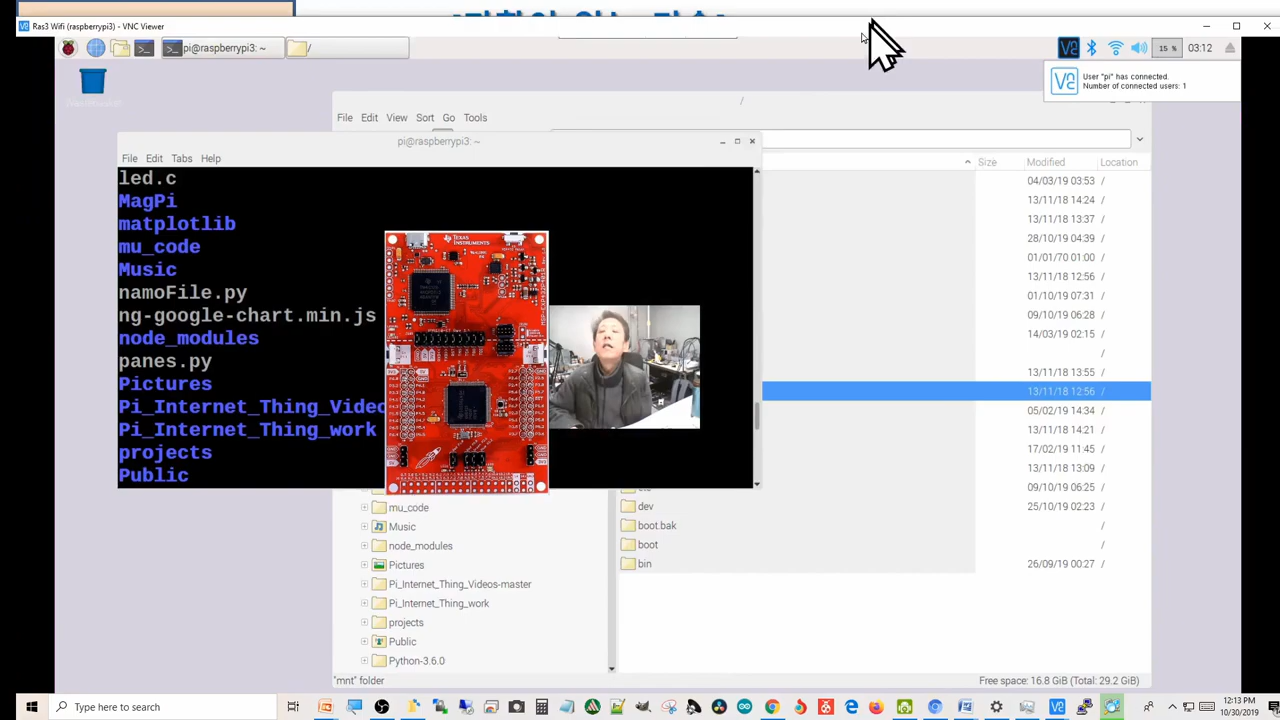 Ras3 Wifi (raspberrypi3) - VNC Viewer
pi@raspberrypi3: ~
/
15 %
03:12
User "pi" has connected.
Number of connected users: 1
/
File Edit View Sort Go Tools
pi@raspberrypi3: ~
File Edit Tabs Help
led.c
MagPi
matplotlib
mu_code
Music
namoFile.py
ng-google-chart.min.js
node_modules
panes.py
Pictures
Pi_Internet_Thing_Video
Pi_Internet_Thing_work
projects
Public
TEXAS INSTRUMENTS
Size Modified Location
04/03/19 03:53 /
13/11/18 14:24 /
13/11/18 13:37 /
28/10/19 04:39 /
01/01/70 01:00 /
13/11/18 12:56 /
01/10/19 07:31 /
09/10/19 06:28 /
14/03/19 02:15 /
/
13/11/18 13:55 /
13/11/18 12:56 /
05/02/19 14:34 /
13/11/18 14:21 /
17/02/19 11:45 /
13/11/18 13:09 /
09/10/19 06:25 /
dev 25/10/19 02:23 /
boot.bak /
boot /
bin 26/09/19 00:27 /
mu_code
Music
node_modules
Pictures
Pi_Internet_Thing_Videos-master
Pi_Internet_Thing_work
projects
Public
Python-3.6.0
"mnt" folder
Free space: 16.8 GiB (Total: 29.2 GiB)
Type here to search
12:13 PM
10/30/2019